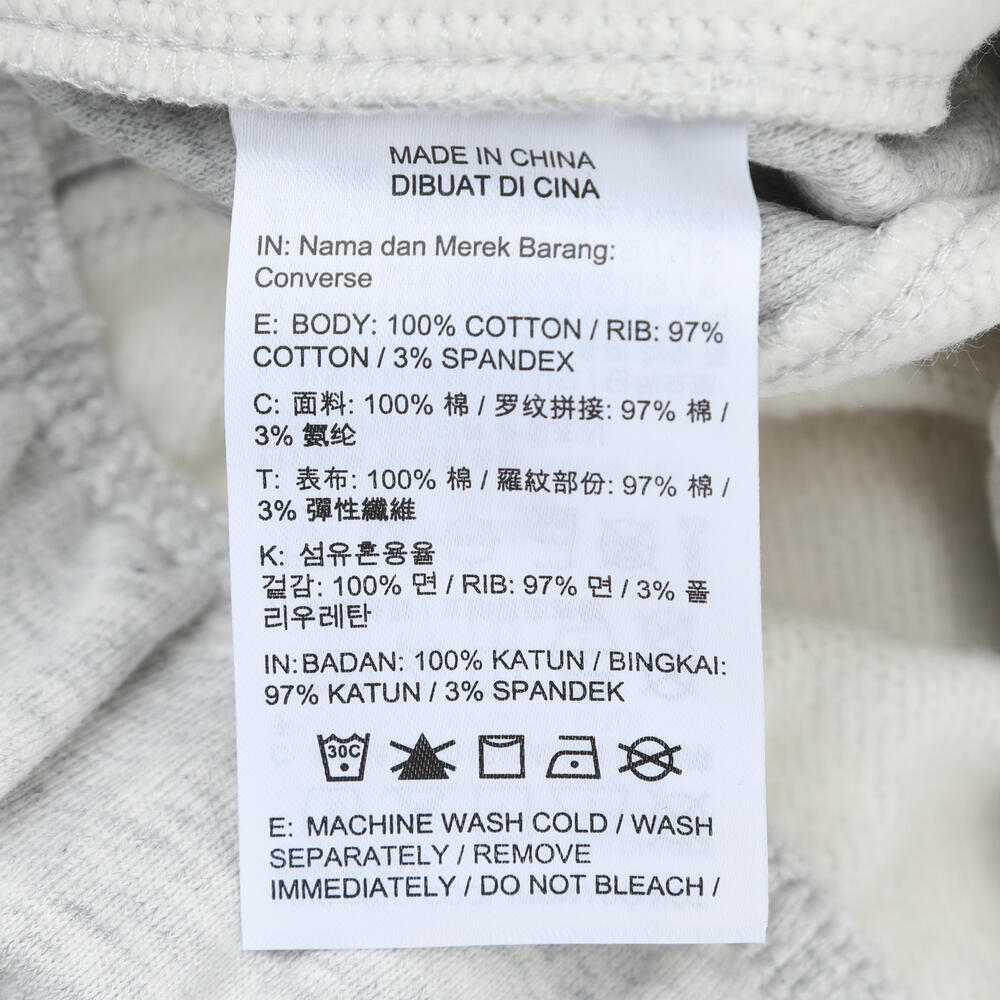 MADE IN CHINA
DIBUAT DI CINA
IN: Nama dan Merek Barang:
Converse
E: BODY: 100% COTTON / RIB: 97%
COTTON / 3% SPANDEX
C: 面料: 100% 棉 / 罗纹拼接: 97% 棉 /
3% 氨纶
T: 表布: 100% 棉 / 羅紋部份: 97% 棉 /
3% 彈性纖維
K: 섬유혼용율
겉감: 100% 면 / RIB: 97% 면 / 3% 폴
리우레탄
IN: BADAN: 100% KATUN / BINGKAI:
97% KATUN / 3% SPANDEK
30C
E: MACHINE WASH COLD / WASH
SEPARATELY / REMOVE
IMMEDIATELY / DO NOT BLEACH /